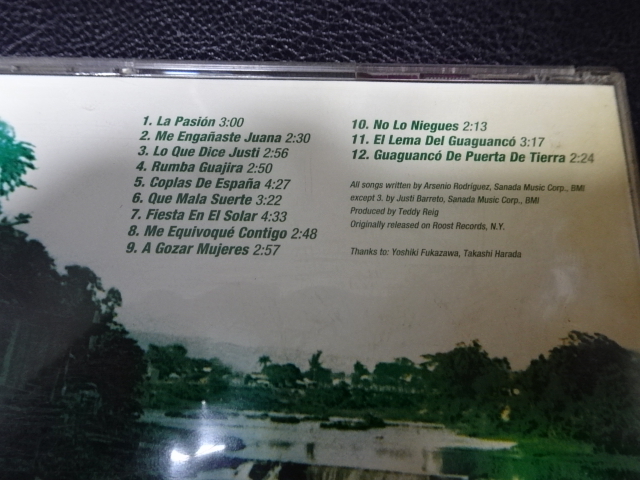 1. La Pasión 3:00
2. Me Engañaste Juana 2:30
3. Lo Que Dice Justi 2:56
4. Rumba Guajira 2:50
5. Coplas De España 4:27
6. Que Mala Suerte 3:22
7. Fiesta En El Solar 4:33
8. Me Equivoqué Contigo 2:48
9. A Gozar Mujeres 2:57
10. No Lo Niegues 2:13
11. El Lema Del Guaguancó 3:17
12. Guaguancó De Puerta De Tierra 2:24
All songs written by Arsenio Rodríguez, Sanada Music Corp., BMI
except 3. by Justi Barreto, Sanada Music Corp., BMI
Produced by Teddy Reig
Originally released on Roost Records, N.Y.
Thanks to: Yoshiki Fukazawa, Takashi Harada